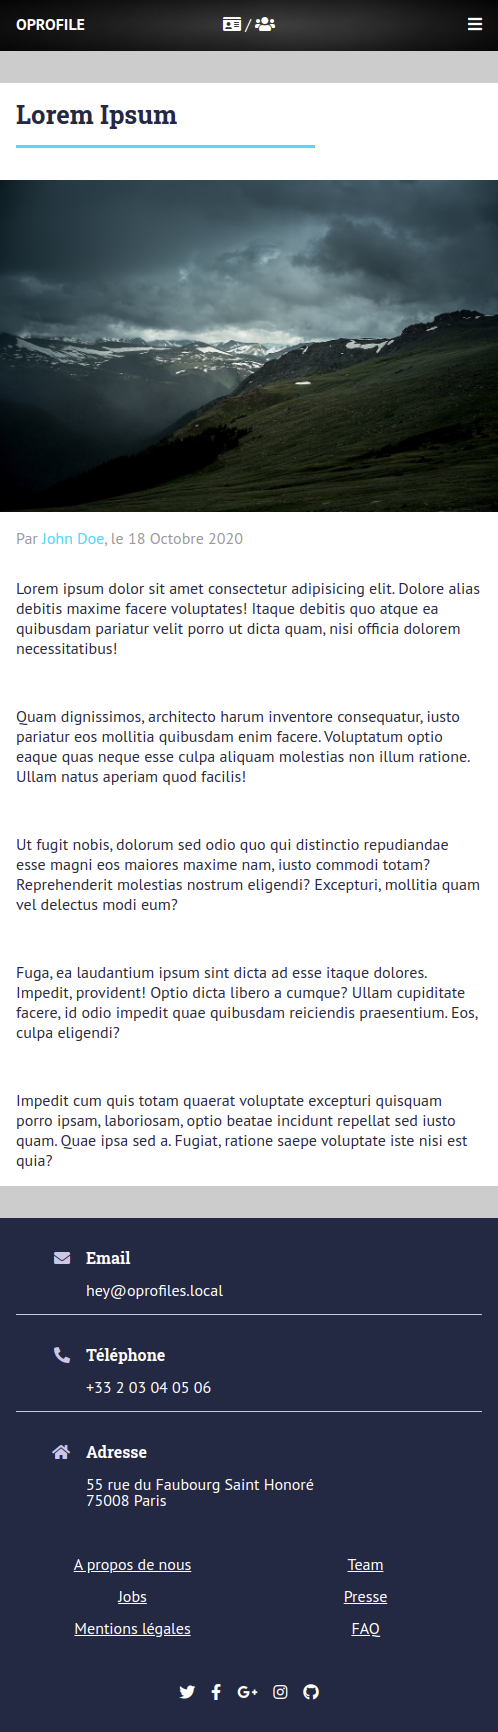 OPROFILE
/
Lorem Ipsum
Par John Doe, le 18 Octobre 2020
Lorem ipsum dolor sit amet consectetur adipisicing elit. Dolore alias
debitis maxime facere voluptates! Itaque debitis quo atque ea
quibusdam pariatur velit porro ut dicta quam, nisi officia dolorem
necessitatibus!
Quam dignissimos, architecto harum inventore consequatur, iusto
pariatur eos mollitia quibusdam enim facere. Voluptatum optio
eaque quas neque esse culpa aliquam molestias non illum ratione.
Ullam natus aperiam quod facilis!
Ut fugit nobis, dolorum sed odio quo qui distinctio repudiandae
esse magni eos maiores maxime nam, iusto commodi totam?
Reprehenderit molestias nostrum eligendi? Excepturi, mollitia quam
vel delectus modi eum?
Fuga, ea laudantium ipsum sint dicta ad esse itaque dolores.
Impedit, provident! Optio dicta libero a cumque? Ullam cupiditate
facere, id odio impedit quae quibusdam reiciendis praesentium. Eos,
culpa eligendi?
Impedit cum quis totam quaerat voluptate excepturi quisquam
porro ipsam, laboriosam, optio beatae incidunt repellat sed iusto
quam. Quae ipsa sed a. Fugiat, ratione saepe voluptate iste nisi est
quia?
Email
hey@oprofiles.local
Téléphone
+33 2 03 04 05 06
Adresse
55 rue du Faubourg Saint Honoré
75008 Paris
A propos de nous
Team
Jobs
Presse
Mentions légales
FAQ